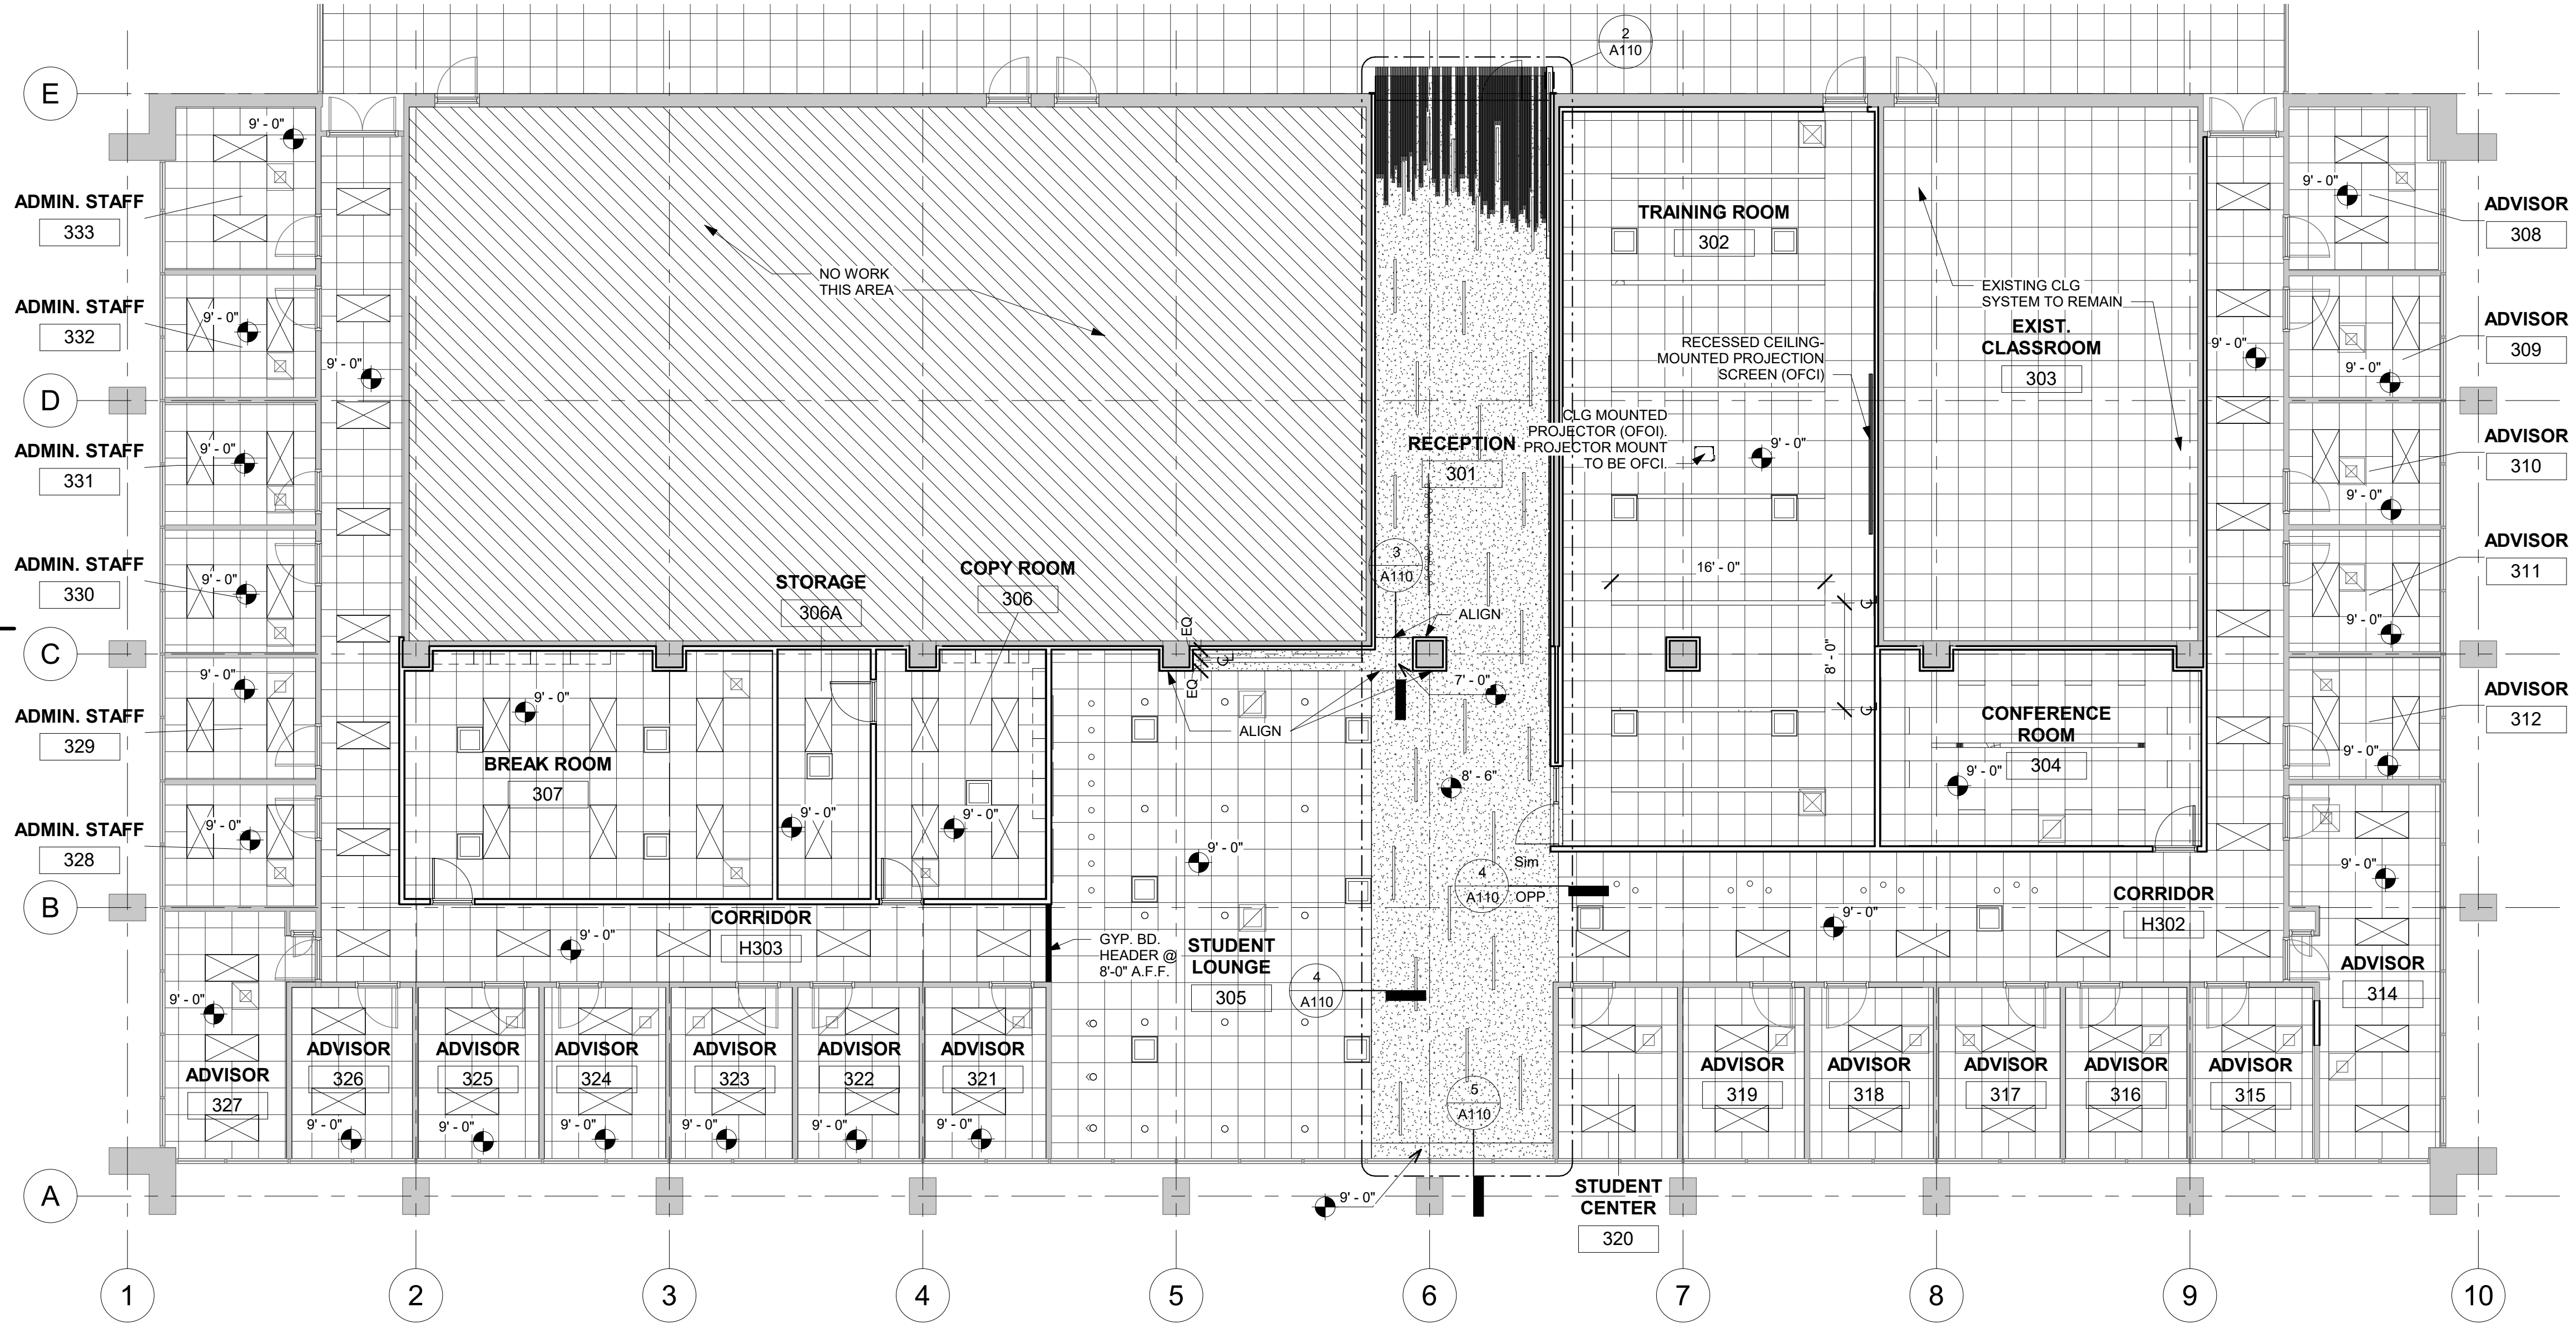 2
A110
E
D
C
B
A
9' - 0"
ADMIN. STAFF
333
ADMIN. STAFF
332
9' - 0"
9' - 0"
ADMIN. STAFF
331
9' - 0"
ADMIN. STAFF
330
9' - 0"
ADMIN. STAFF
329
9' - 0"
ADMIN. STAFF
328
9' - 0"
NO WORK
THIS AREA
STORAGE
306A
COPY ROOM
306
9' - 0"
BREAK ROOM
307
9' - 0"
9' - 0"
CORRIDOR
H303
9' - 0"
GYP. BD.
HEADER @
8'-0" A.F.F.
STUDENT
LOUNGE
305
9' - 0"
EQ
EQ
ALIGN
ALIGN
RECEPTION
301
3
A110
7' - 0"
8' - 6"
4
A110
Sim
OPP
4
A110
5
A110
9' - 0"
TRAINING ROOM
302
RECESSED CEILING-
MOUNTED PROJECTION
SCREEN (OFCI)
CLG MOUNTED
PROJECTOR (OFOI).
PROJECTOR MOUNT
TO BE OFCI.
9' - 0"
16' - 0"
8' - 0"
EXISTING CLG
SYSTEM TO REMAIN
EXIST.
CLASSROOM
303
9' - 0"
CONFERENCE
ROOM
304
9' - 0"
CORRIDOR
H302
9' - 0"
9' - 0"
ADVISOR
308
ADVISOR
309
9' - 0"
ADVISOR
310
9' - 0"
ADVISOR
311
9' - 0"
ADVISOR
312
9' - 0"
9' - 0"
ADVISOR
314
9' - 0"
ADVISOR
327
ADVISOR
326
9' - 0"
ADVISOR
325
9' - 0"
ADVISOR
324
9' - 0"
ADVISOR
323
9' - 0"
ADVISOR
322
9' - 0"
ADVISOR
321
9' - 0"
STUDENT
CENTER
320
ADVISOR
319
ADVISOR
318
ADVISOR
317
ADVISOR
316
ADVISOR
315
1
2
3
4
5
6
7
8
9
10